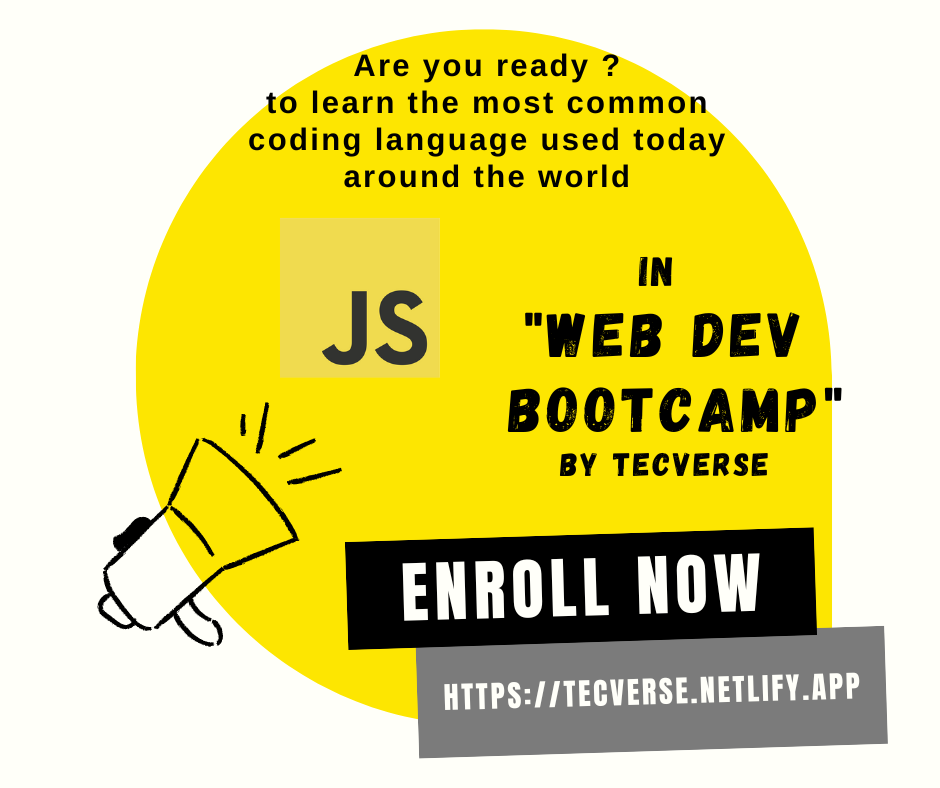 Are you ready ?
to learn the most common
coding language used today
around the world
JS
IN
"WEB DEV
BOOTCAMP"
BY TECVERSE
ENROLL NOW
HTTPS://TECVERSE.NETLIFY.APP